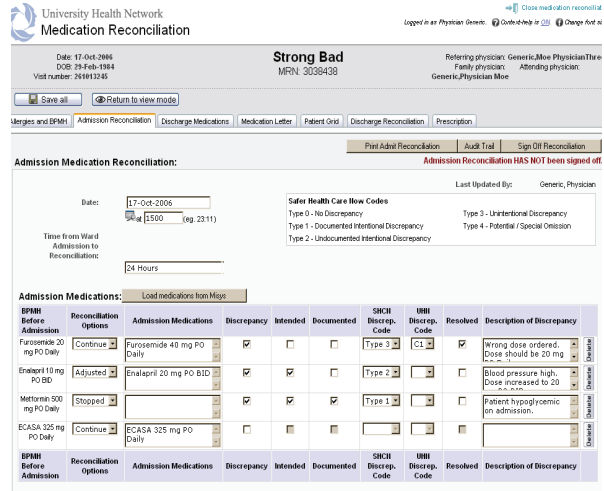 Close medication reconciliat
University Health Network
Medication Reconciliation
Logged in as Physician Generic. Context-help is ON. Change font si
Date: 17-Oct-2006
DOB: 29-Feb-1984
Visit number: 261013245
Strong Bad
MRN: 3038438
Referring physician: Generic,Moe PhysicianThre
Family physician: Attending physician:
Generic,Physician Moe
Save all Return to view mode
Allergies and BPMH Admission Reconciliation Discharge Medications Medication Letter Patient Grid Discharge Reconciliation Prescription
Print Admit Reconciliation Audit Trail Sign Off Reconciliation
Admission Medication Reconciliation: Admission Reconciliation HAS NOT been signed off.
Last Updated By: Generic, Physician
Date: 17-Oct-2006
at 1500 (eg. 23:11)
Time from Ward Admission to Reconciliation: 24 Hours
Safer Health Care Now Codes
Type 0 - No Discrepancy Type 3 - Unintentional Discrepancy
Type 1 - Documented Intentional Discrepancy Type 4 - Potential / Special Omission
Type 2 - Undocumented Intentional Discrepancy
Admission Medications: Load medications from Misys
BPMH Before Admission Reconciliation Options Admission Medications Discrepancy Intended Documented SHCN Discrep. Code UHN Discrep. Code Resolved Description of Discrepancy
Furosemide 20 mg PO Daily Continue Furosemide 40 mg PO Daily Type 3 C1 Wrong dose ordered. Dose should be 20 mg PO Daily Delete
Enalapril 10 mg PO BID Adjusted Enalapril 20 mg PO BID Type 2 Blood pressure high. Dose increased to 20 Delete
Metformin 500 mg PO Daily Stopped Type 1 Patient hypoglycemic on admission. Delete
ECASA 325 mg PO Daily Continue ECASA 325 mg PO Daily Delete
BPMH Before Admission Reconciliation Options Admission Medications Discrepancy Intended Documented SHCN Discrep. Code UHN Discrep. Code Resolved Description of Discrepancy